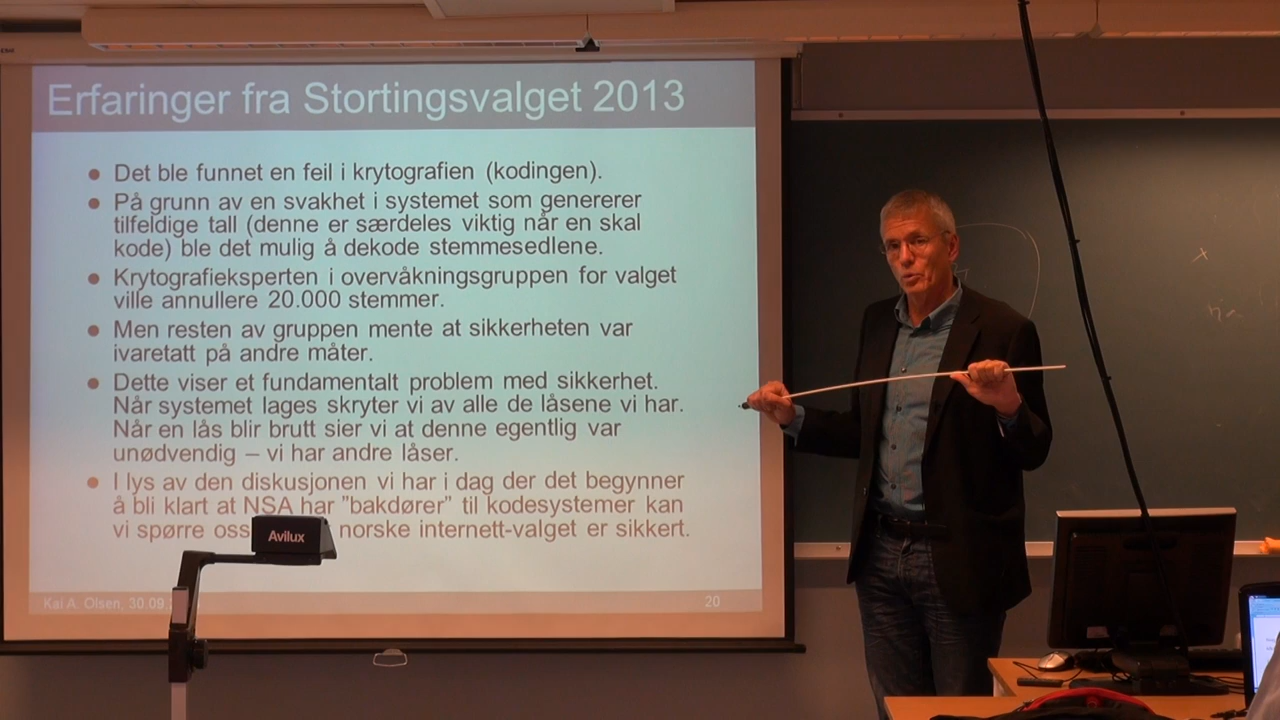 Erfaringer fra Stortingsvalget 2013
● Det ble funnet en feil i krytografien (kodingen).
● På grunn av en svakhet i systemet som genererer
tilfeldige tall (denne er særdeles viktig når en skal
kode) ble det mulig å dekode stemmesedlene.
● Krytografieksperten i overvåkningsgruppen for valget
ville annullere 20.000 stemmer.
● Men resten av gruppen mente at sikkerheten var
ivaretatt på andre måter.
● Dette viser et fundamentalt problem med sikkerhet.
Når systemet lages skryter vi av alle de låsene vi har.
Når en lås blir brutt sier vi at denne egentlig var
unødvendig – vi har andre låser.
● I lys av den diskusjonen vi har i dag der det begynner
å bli klart at NSA har "bakdører" til kodesystemer kan
vi spørre oss norske internett-valget er sikkert.
Avilux
Kai A. Olsen, 30.09.
20